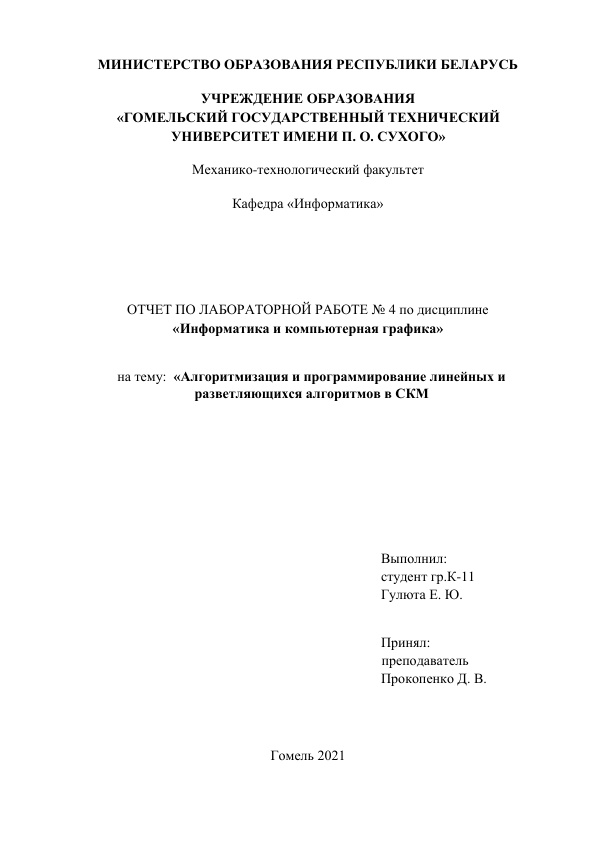 МИНИСТЕРСТВО ОБРАЗОВАНИЯ РЕСПУБЛИКИ БЕЛАРУСЬ
УЧРЕЖДЕНИЕ ОБРАЗОВАНИЯ
«ГОМЕЛЬСКИЙ ГОСУДАРСТВЕННЫЙ ТЕХНИЧЕСКИЙ
УНИВЕРСИТЕТ ИМЕНИ П. О. СУХОГО»
Механико-технологический факультет
Кафедра «Информатика»
ОТЧЕТ ПО ЛАБОРАТОРНОЙ РАБОТЕ № 4 по дисциплине
«Информатика и компьютерная графика»
на тему: «Алгоритмизация и программирование линейных и
разветляющихся алгоритмов в СКМ
Выполнил:
студент гр.К-11
Гулюта Е. Ю.
Принял:
преподаватель
Прокопенко Д. В.
Гомель 2021